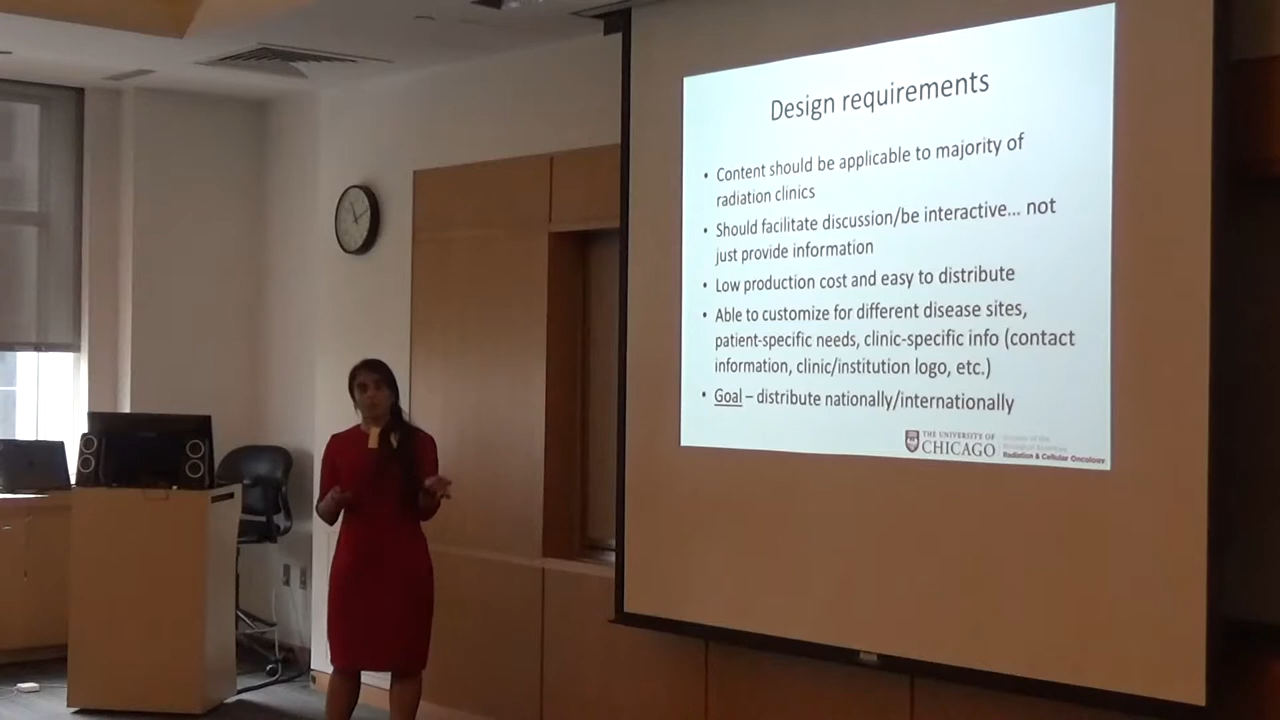 Design requirements
• Content should be applicable to majority of
radiation clinics
• Should facilitate discussion/be interactive... not
just provide information
• Low production cost and easy to distribute
• Able to customize for different disease sites,
patient-specific needs, clinic-specific info (contact
information, clinic/institution logo, etc.)
• Goal – distribute nationally/internationally
THE UNIVERSITY OF
CHICAGO
Radiation & Cellular Oncology